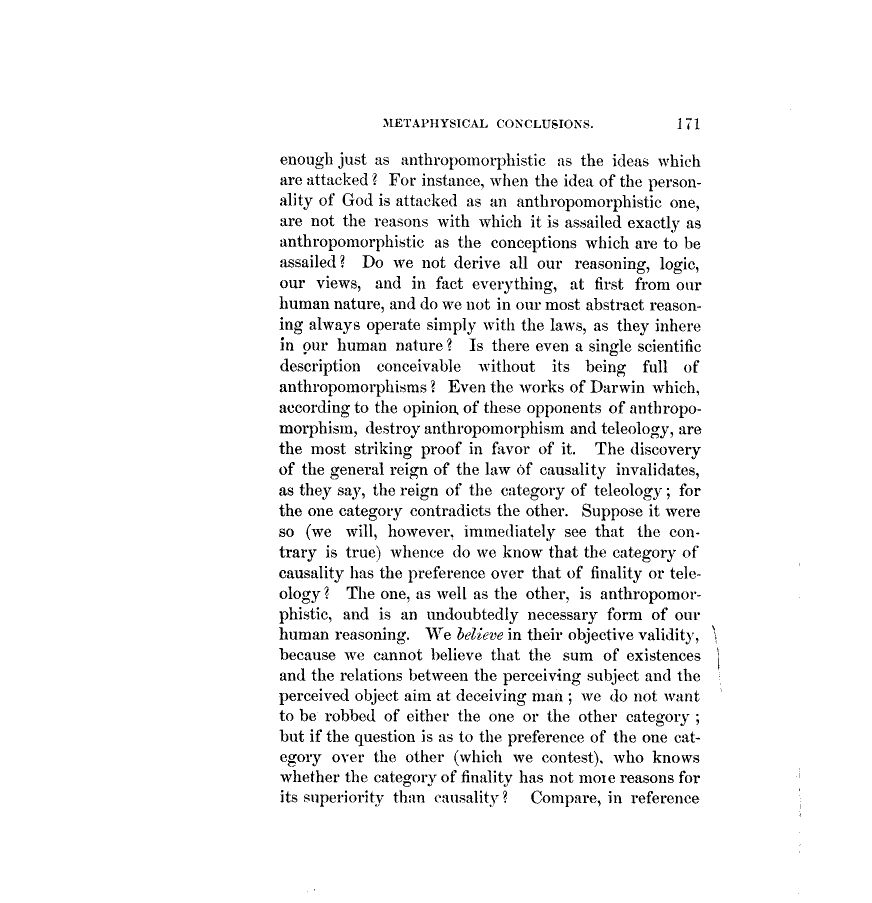 METAPHYSICAL CONCLUSIONS. 171
enough just as anthropomorphistic as the ideas which
are attacked? For instance, when the idea of the person-
ality of God is attacked as an anthropomorphistic one,
are not the reasons with which it is assailed exactly as
anthropomorphistic as the conceptions which are to be
assailed? Do we not derive all our reasoning, logic,
our views, and in fact everything, at first from our
human nature, and do we not in our most abstract reason-
ing always operate simply with the laws, as they inhere
in our human nature? Is there even a single scientific
description conceivable without its being full of
anthropomorphisms? Even the works of Darwin which,
according to the opinion of these opponents of anthropo-
morphism, destroy anthropomorphism and teleology, are
the most striking proof in favor of it. The discovery
of the general reign of the law of causality invalidates,
as they say, the reign of the category of teleology; for
the one category contradicts the other. Suppose it were
so (we will, however, immediately see that the con-
trary is true) whence do we know that the category of
causality has the preference over that of finality or tele-
ology? The one, as well as the other, is anthropomor-
phistic, and is an undoubtedly necessary form of our
human reasoning. We believe in their objective validity,
because we cannot believe that the sum of existences
and the relations between the perceiving subject and the
perceived object aim at deceiving man; we do not want
to be robbed of either the one or the other category;
but if the question is as to the preference of the one cat-
egory over the other (which we contest), who knows
whether the category of finality has not more reasons for
its superiority than causality? Compare, in reference